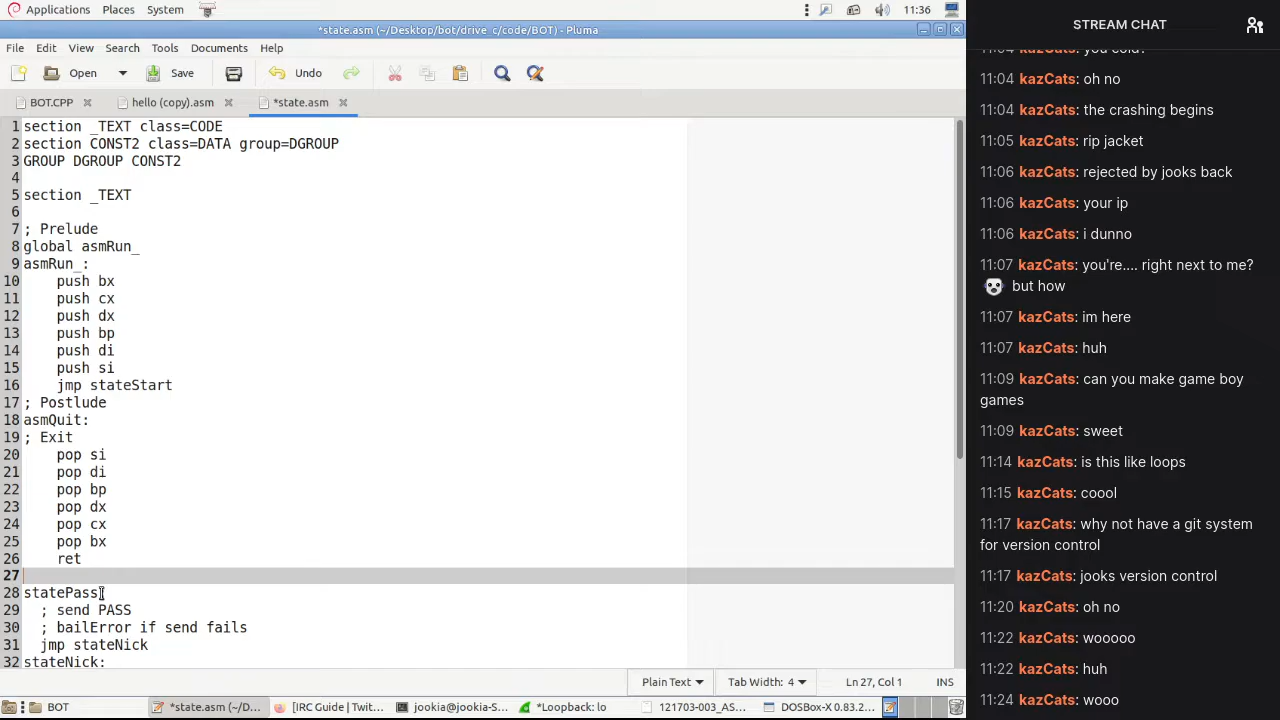 Applications Places System 11:36
*state.asm (~/Desktop/bot/drive_c/code/BOT) - Pluma
File Edit View Search Tools Documents Help
Open Save Undo
BOT.CPP hello (copy).asm *state.asm
1 section _TEXT class=CODE
2 section CONST2 class=DATA group=DGROUP
3 GROUP DGROUP CONST2
4
5 section _TEXT
6
7 ; Prelude
8 global asmRun_
9 asmRun_:
10 push bx
11 push cx
12 push dx
13 push bp
14 push di
15 push si
16 jmp stateStart
17 ; Postlude
18 asmQuit:
19 ; Exit
20 pop si
21 pop di
22 pop bp
23 pop dx
24 pop cx
25 pop bx
26 ret
27
28 statePass:
29 ; send PASS
30 ; bailError if send fails
31 jmp stateNick
32 stateNick:
Plain Text Tab Width: 4 Ln 27, Col 1 INS
BOT *state.asm (~/D... [IRC Guide | Twitc... jookia@jookia-S... *Loopback: lo 121703-003_AS... DOSBox-X 0.83.2...
STREAM CHAT
11:04 kazCats: you cold?
11:04 kazCats: oh no
11:04 kazCats: the crashing begins
11:05 kazCats: rip jacket
11:06 kazCats: rejected by jooks back
11:06 kazCats: your ip
11:06 kazCats: i dunno
11:07 kazCats: you're.... right next to me?
but how
11:07 kazCats: im here
11:07 kazCats: huh
11:09 kazCats: can you make game boy
games
11:09 kazCats: sweet
11:14 kazCats: is this like loops
11:15 kazCats: coool
11:17 kazCats: why not have a git system
for version control
11:17 kazCats: jooks version control
11:20 kazCats: oh no
11:22 kazCats: wooooo
11:22 kazCats: huh
11:24 kazCats: wooo